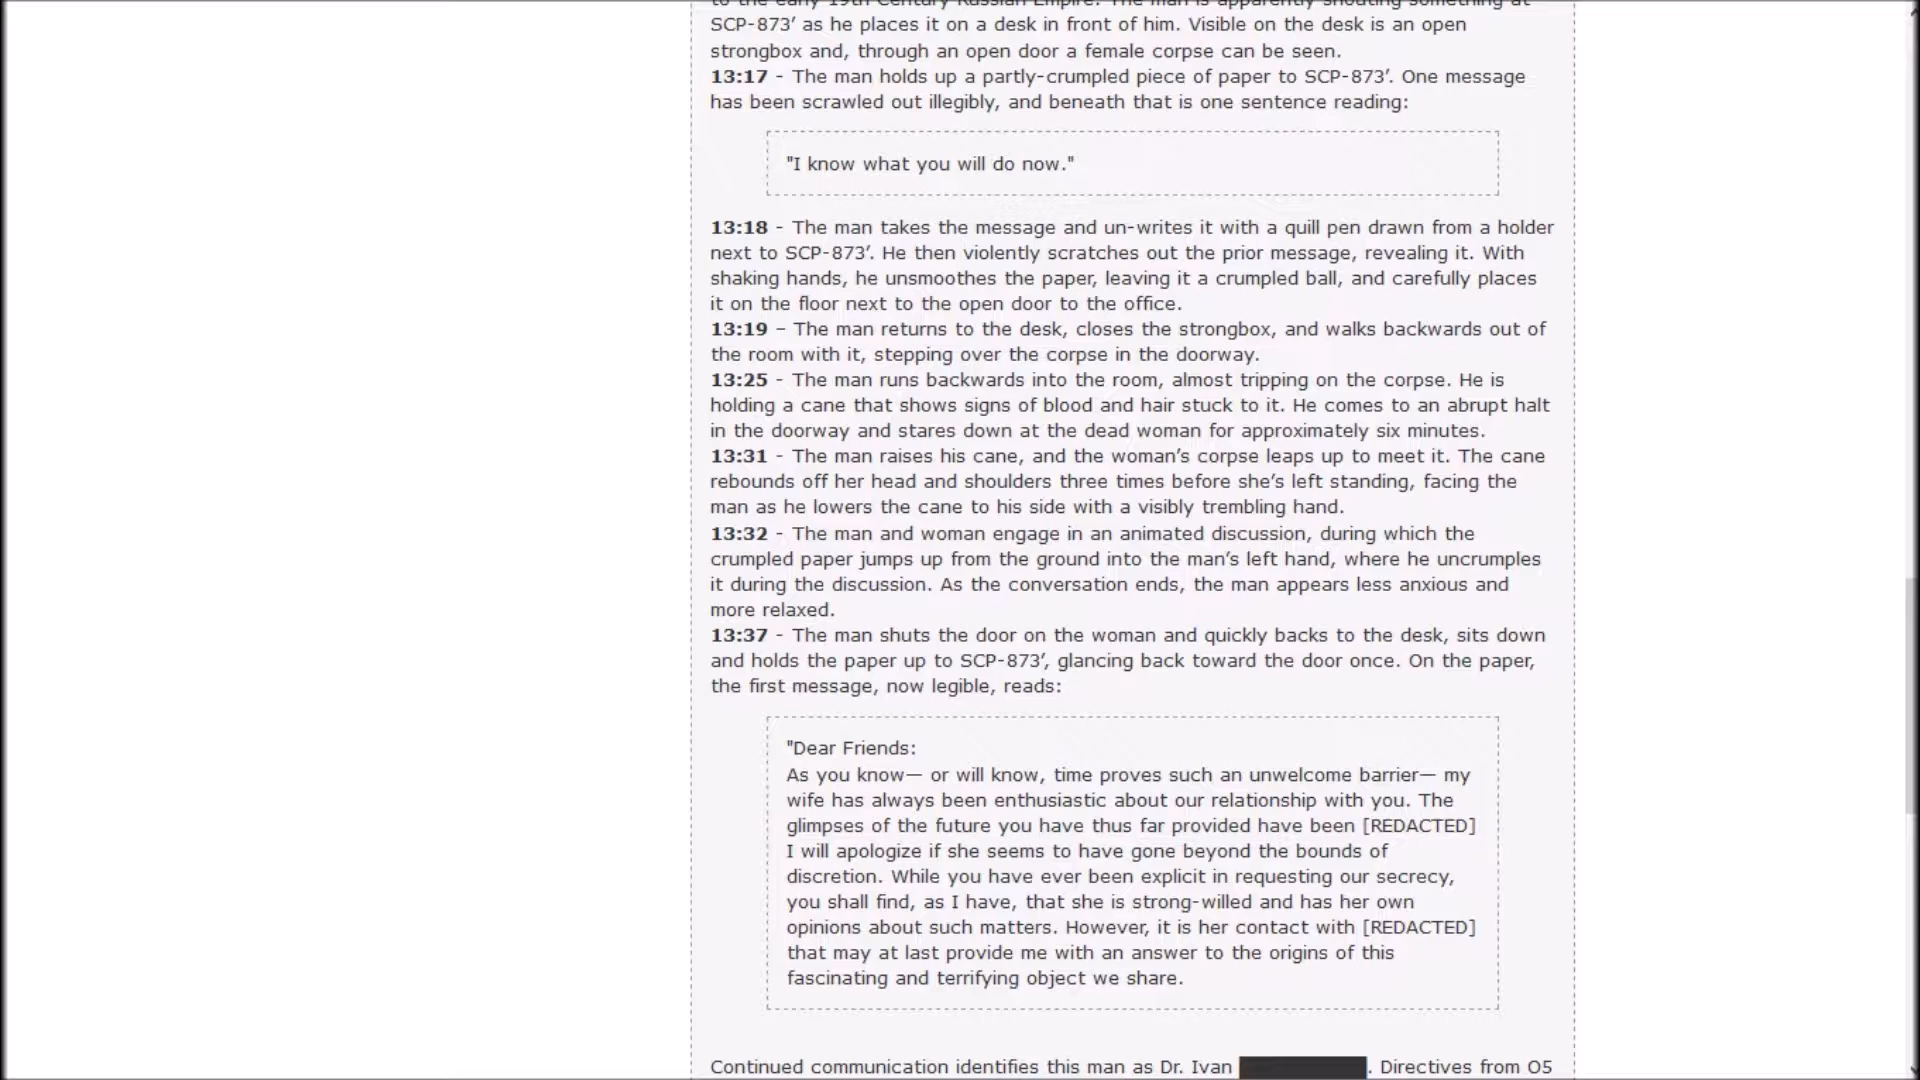 to the early 19th Century Russian Empire. The man is apparently shouting something at
SCP-873′ as he places it on a desk in front of him. Visible on the desk is an open
strongbox and, through an open door a female corpse can be seen.
13:17 - The man holds up a partly-crumpled piece of paper to SCP-873′. One message
has been scrawled out illegibly, and beneath that is one sentence reading:
"I know what you will do now."
13:18 - The man takes the message and un-writes it with a quill pen drawn from a holder
next to SCP-873′. He then violently scratches out the prior message, revealing it. With
shaking hands, he unsmoothes the paper, leaving it a crumpled ball, and carefully places
it on the floor next to the open door to the office.
13:19 – The man returns to the desk, closes the strongbox, and walks backwards out of
the room with it, stepping over the corpse in the doorway.
13:25 - The man runs backwards into the room, almost tripping on the corpse. He is
holding a cane that shows signs of blood and hair stuck to it. He comes to an abrupt halt
in the doorway and stares down at the dead woman for approximately six minutes.
13:31 - The man raises his cane, and the woman’s corpse leaps up to meet it. The cane
rebounds off her head and shoulders three times before she’s left standing, facing the
man as he lowers the cane to his side with a visibly trembling hand.
13:32 - The man and woman engage in an animated discussion, during which the
crumpled paper jumps up from the ground into the man’s left hand, where he uncrumples
it during the discussion. As the conversation ends, the man appears less anxious and
more relaxed.
13:37 - The man shuts the door on the woman and quickly backs to the desk, sits down
and holds the paper up to SCP-873′, glancing back toward the door once. On the paper,
the first message, now legible, reads:
"Dear Friends:
As you know— or will know, time proves such an unwelcome barrier— my
wife has always been enthusiastic about our relationship with you. The
glimpses of the future you have thus far provided have been [REDACTED]
I will apologize if she seems to have gone beyond the bounds of
discretion. While you have ever been explicit in requesting our secrecy,
you shall find, as I have, that she is strong-willed and has her own
opinions about such matters. However, it is her contact with [REDACTED]
that may at last provide me with an answer to the origins of this
fascinating and terrifying object we share.
Continued communication identifies this man as Dr. Ivan . Directives from O5